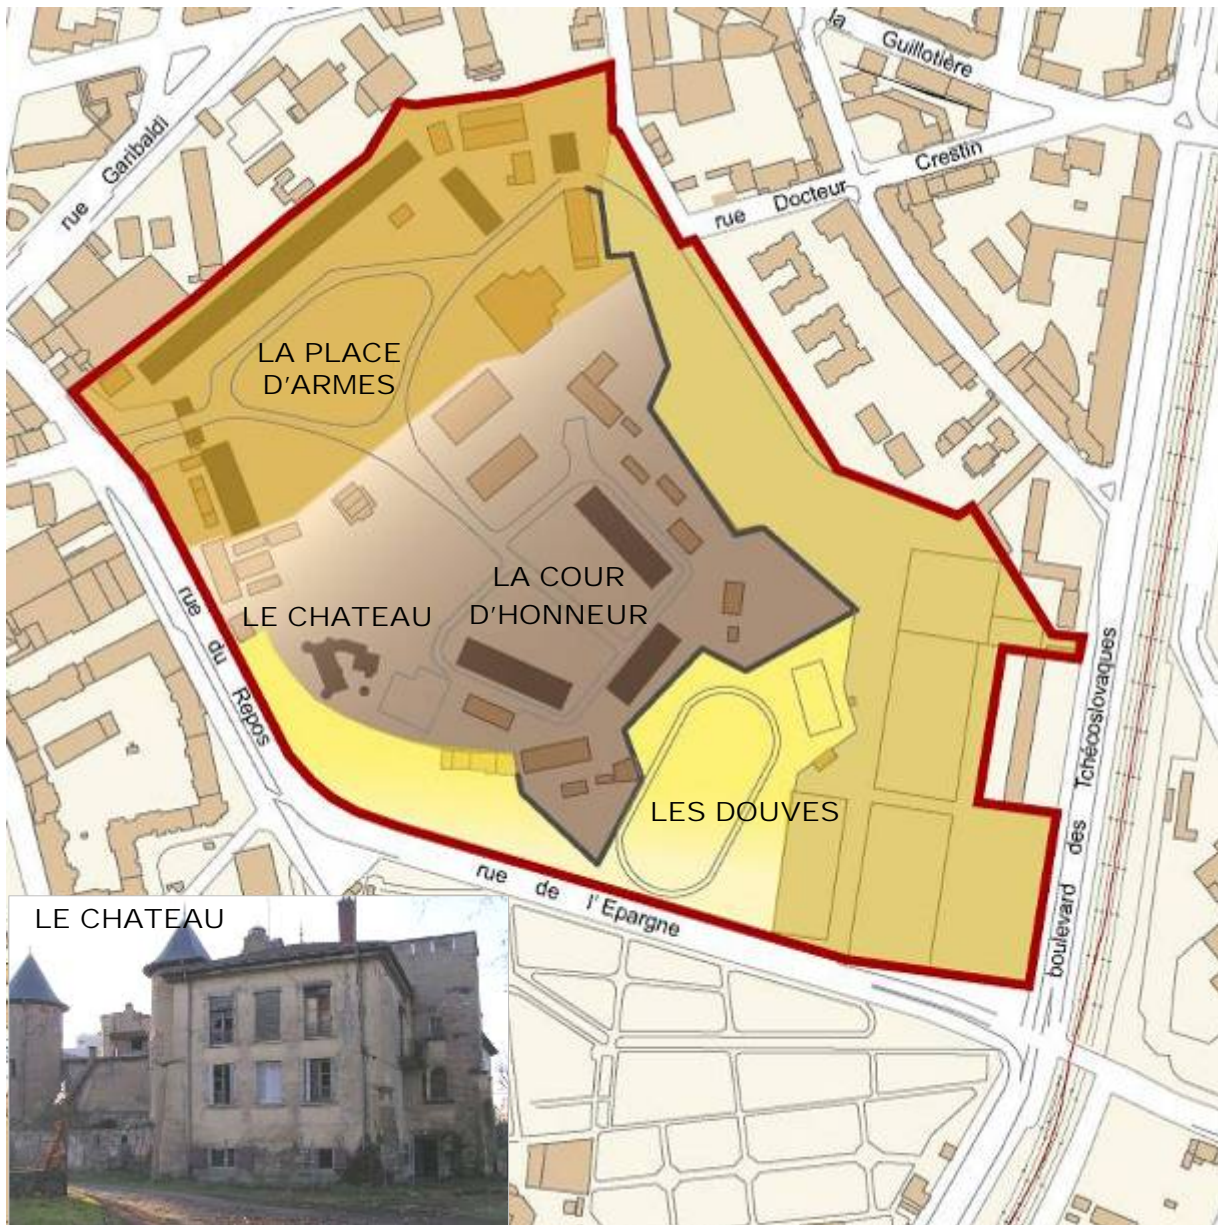 la
Guillotière
rue Garibaldi
Crestin
rue Docteur
LA PLACE
D'ARMES
LA COUR
D'HONNEUR
LE CHATEAU
rue du Repos
boulevard des Tchécoslovaques
LES DOUVES
rue de l'Epargne
LE CHATEAU